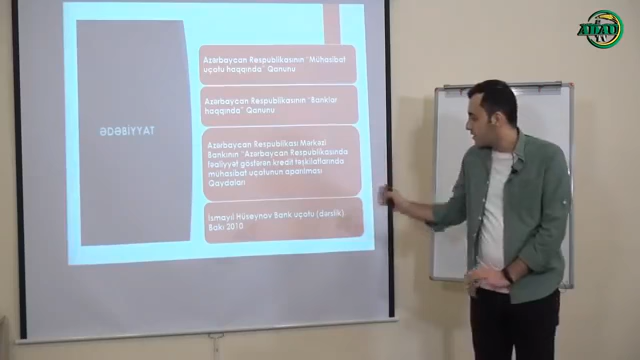 ƏDƏBİYYAT
Azərbaycan Respulikasının "Mühasibat
uçotu haqqında" Qanunu
Azərbaycan Respublikasının "Banklar
haqqında" Qanunu
Azərbaycan Respublikası Mərkəzi
Bankının "Azərbaycan Respublikasında
fəaliyyət göstərən kredit təşkilatlarında
mühasibat uçotunun aparılması
Qaydaları
İsmayıl Hüseynov Bank uçotu (dərslik)
Bakı 2010